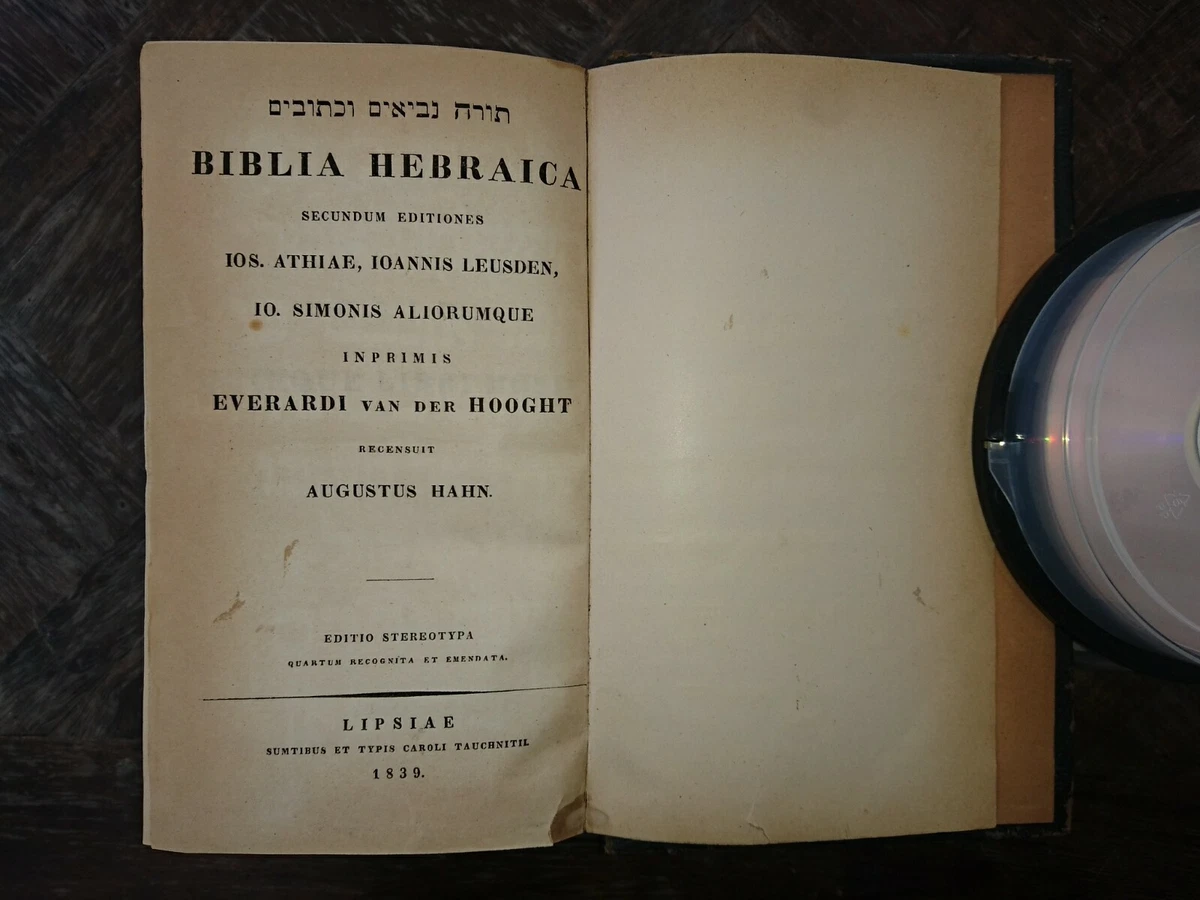 תורה נביאים וכתובים
BIBLIA HEBRAICA
SECUNDUM EDITIONES
IOS. ATHIAE, IOANNIS LEUSDEN,
IO. SIMONIS ALIORUMQUE
INPRIMIS
EVERARDI VAN DER HOOGHT
RECENSUIT
AUGUSTUS HAHN.
EDITIO STEREOTYPA
QUARTUM RECOGNITA ET EMENDATA.
LIPSIAE
SUMTIBUS ET TYPIS CAROLI TAUCHNITII.
1839.